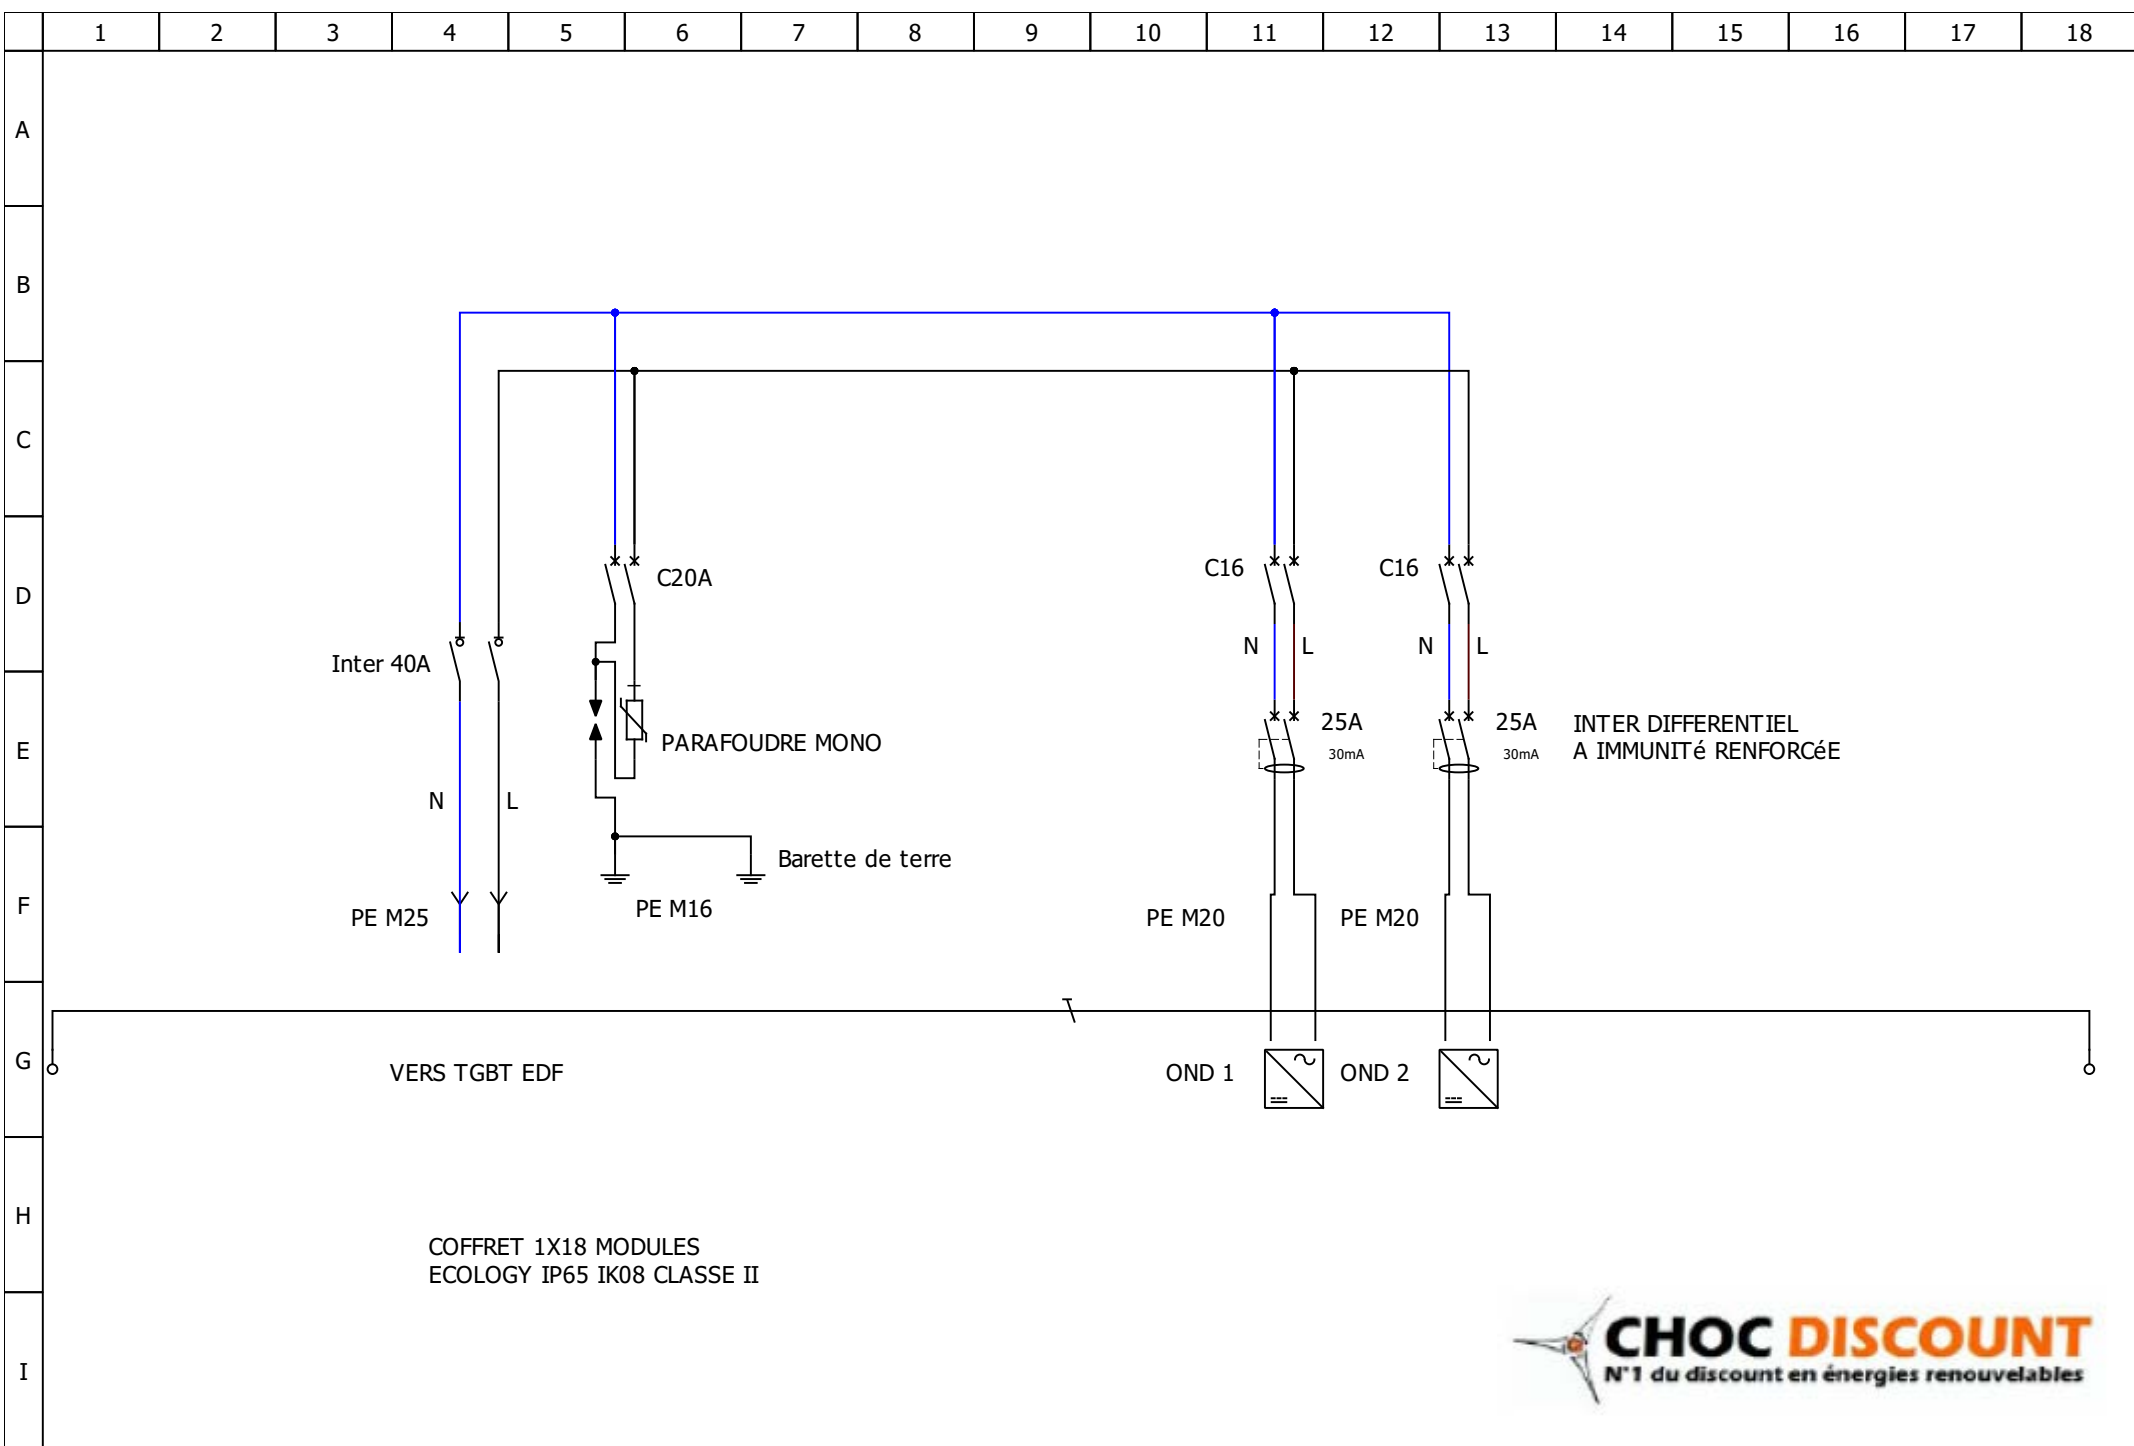 1 2 3 4 5 6 7 8 9 10 11 12 13 14 15 16 17 18
A
B
C
D
E
F
G
H
I
C20A
C16
C16
Inter 40A
N L
N L
25A
30mA
25A
30mA
INTER DIFFERENTIEL
A IMMUNITé RENFORCéE
PARAFOUDRE MONO
N L
Barette de terre
PE M25
PE M16
PE M20
PE M20
VERS TGBT EDF
OND 1
OND 2
COFFRET 1X18 MODULES
ECOLOGY IP65 IK08 CLASSE II
CHOC DISCOUNT
N°1 du discount en énergies renouvelables